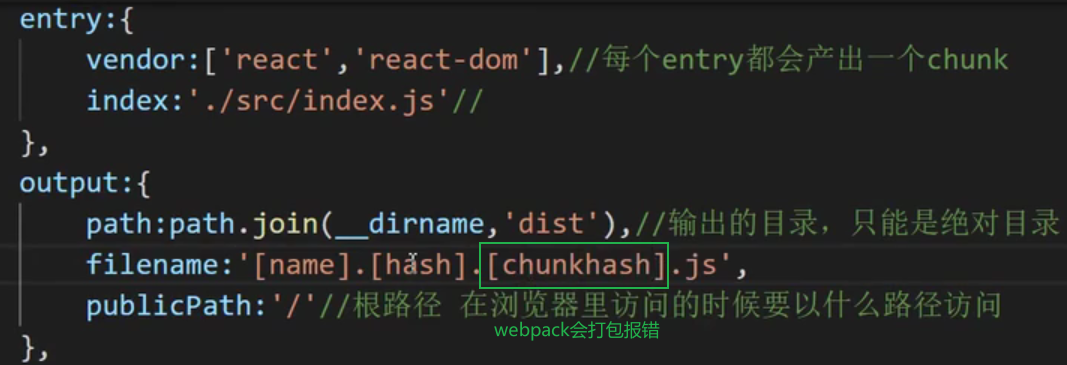 entry:{
vendor:['react','react-dom'],//每个entry都会产出一个chunk
index:'./src/index.js'//
},
output:{
path:path.join(__dirname,'dist'),//输出的目录，只能是绝对目录
filename:'[name].[hash].[chunkhash].js',
publicPath:'/'//根路径 在浏览器里访问的时候要以什么路径访问
webpack会打包报错
},